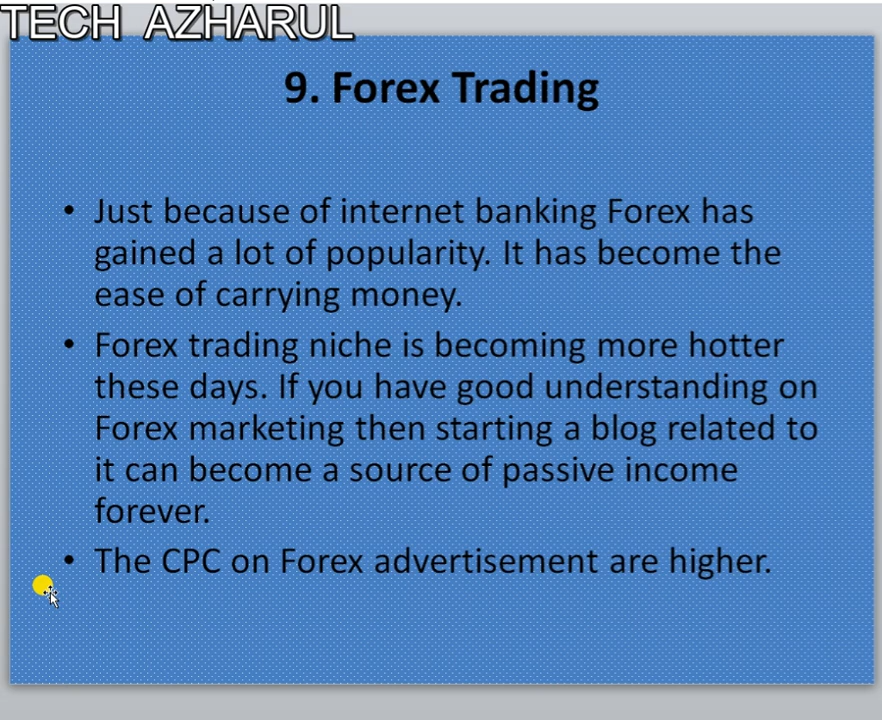 TECH AZHARUL
9. Forex Trading
• Just because of internet banking Forex has
gained a lot of popularity. It has become the
ease of carrying money.
• Forex trading niche is becoming more hotter
these days. If you have good understanding on
Forex marketing then starting a blog related to
it can become a source of passive income
forever.
• The CPC on Forex advertisement are higher.